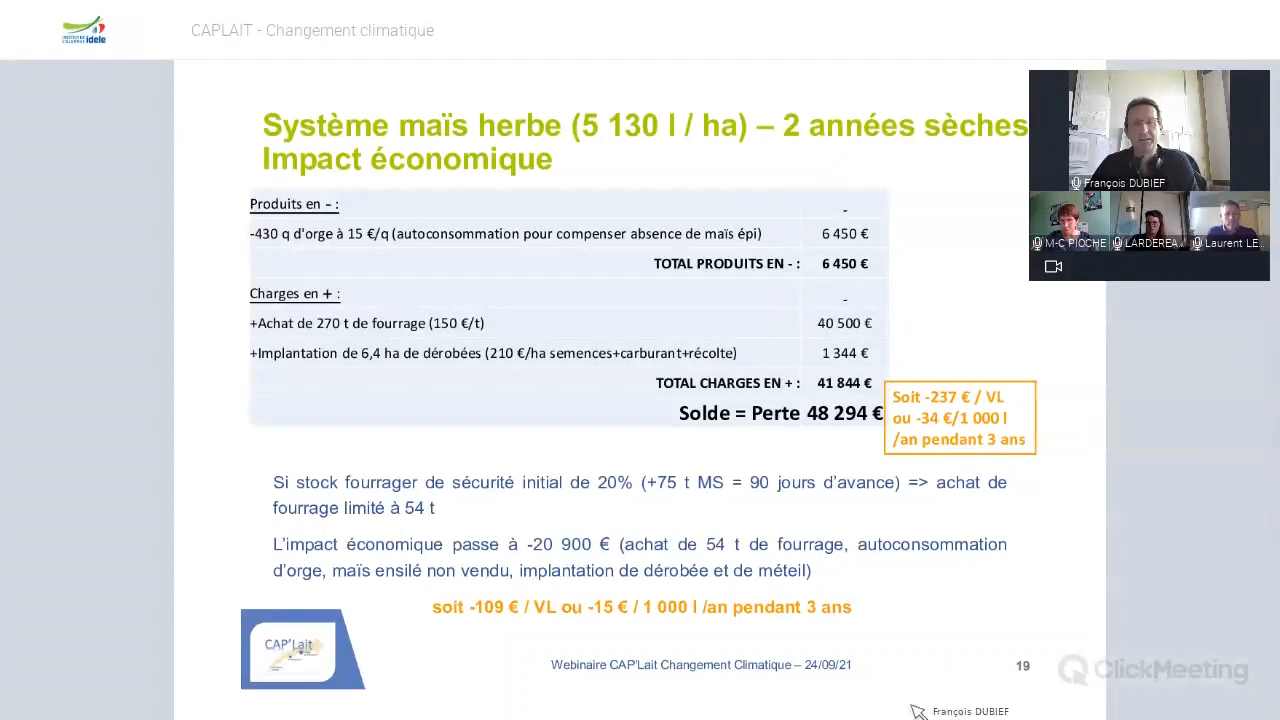 idele
CAPLAIT - Changement climatique
Système maïs herbe (5 130 l / ha) – 2 années sèches
Impact économique
Produits en - :
-
-430 q d'orge à 15 €/q (autoconsommation pour compenser absence de maïs épi) 6 450 €
TOTAL PRODUITS EN - : 6 450 €
Charges en + :
-
+Achat de 270 t de fourrage (150 €/t) 40 500 €
+Implantation de 6,4 ha de dérobées (210 €/ha semences+carburant+récolte) 1 344 €
TOTAL CHARGES EN + : 41 844 €
Solde = Perte 48 294 €
Soit -237 € / VL
ou -34 €/1 000 l
/an pendant 3 ans
Si stock fourrager de sécurité initial de 20% (+75 t MS = 90 jours d'avance) => achat de
fourrage limité à 54 t
L'impact économique passe à -20 900 € (achat de 54 t de fourrage, autoconsommation
d'orge, maïs ensilé non vendu, implantation de dérobée et de méteil)
soit -109 € / VL ou -15 € / 1 000 l /an pendant 3 ans
CAP'Lait
Webinaire CAP'Lait Changement Climatique – 24/09/21
19
ClickMeeting
François DUBIEF
François DUBIEF
M-C PIOCHE
LARDEREA...
Laurent LE...